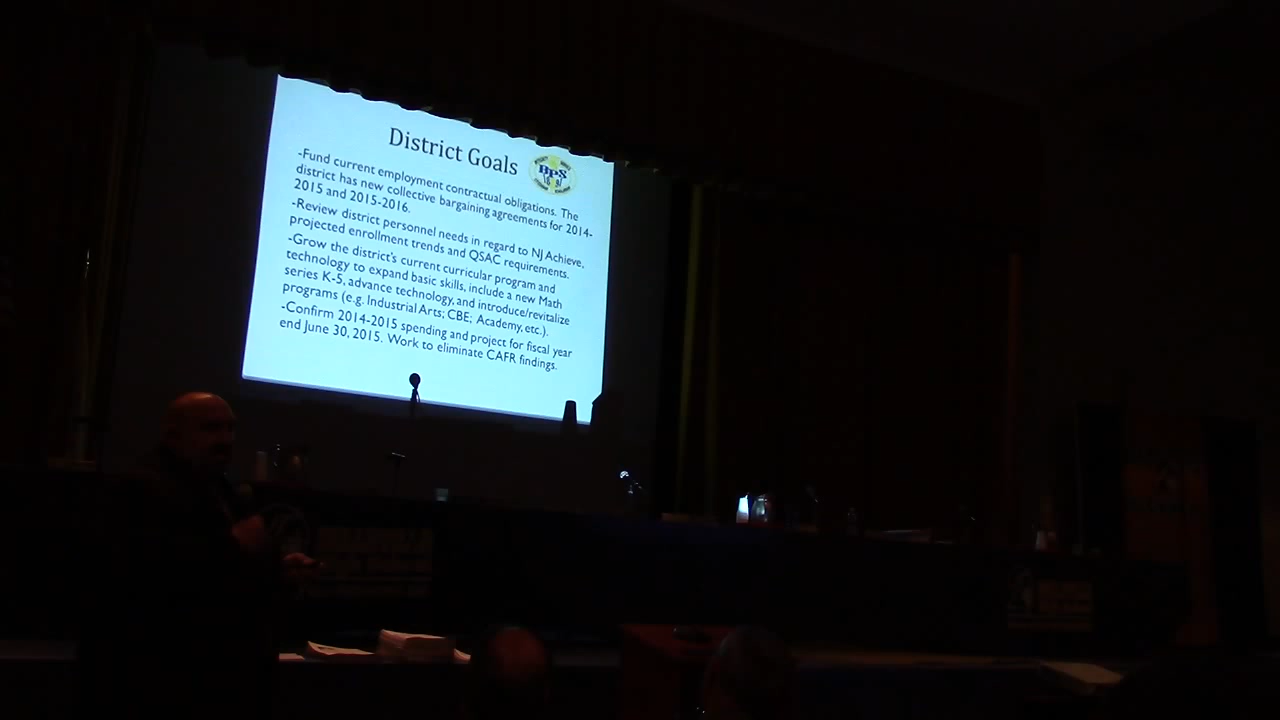 District Goals
BPS
-Fund current employment contractual obligations. The
district has new collective bargaining agreements for 2014-
2015 and 2015-2016.
-Review district personnel needs in regard to NJ Achieve,
projected enrollment trends and QSAC requirements.
-Grow the district's current curricular program and
technology to expand basic skills, include a new Math
series K-5, advance technology, and introduce/revitalize
programs (e.g. Industrial Arts; CBE; Academy, etc.).
-Confirm 2014-2015 spending and project for fiscal year
end June 30, 2015. Work to eliminate CAFR findings.